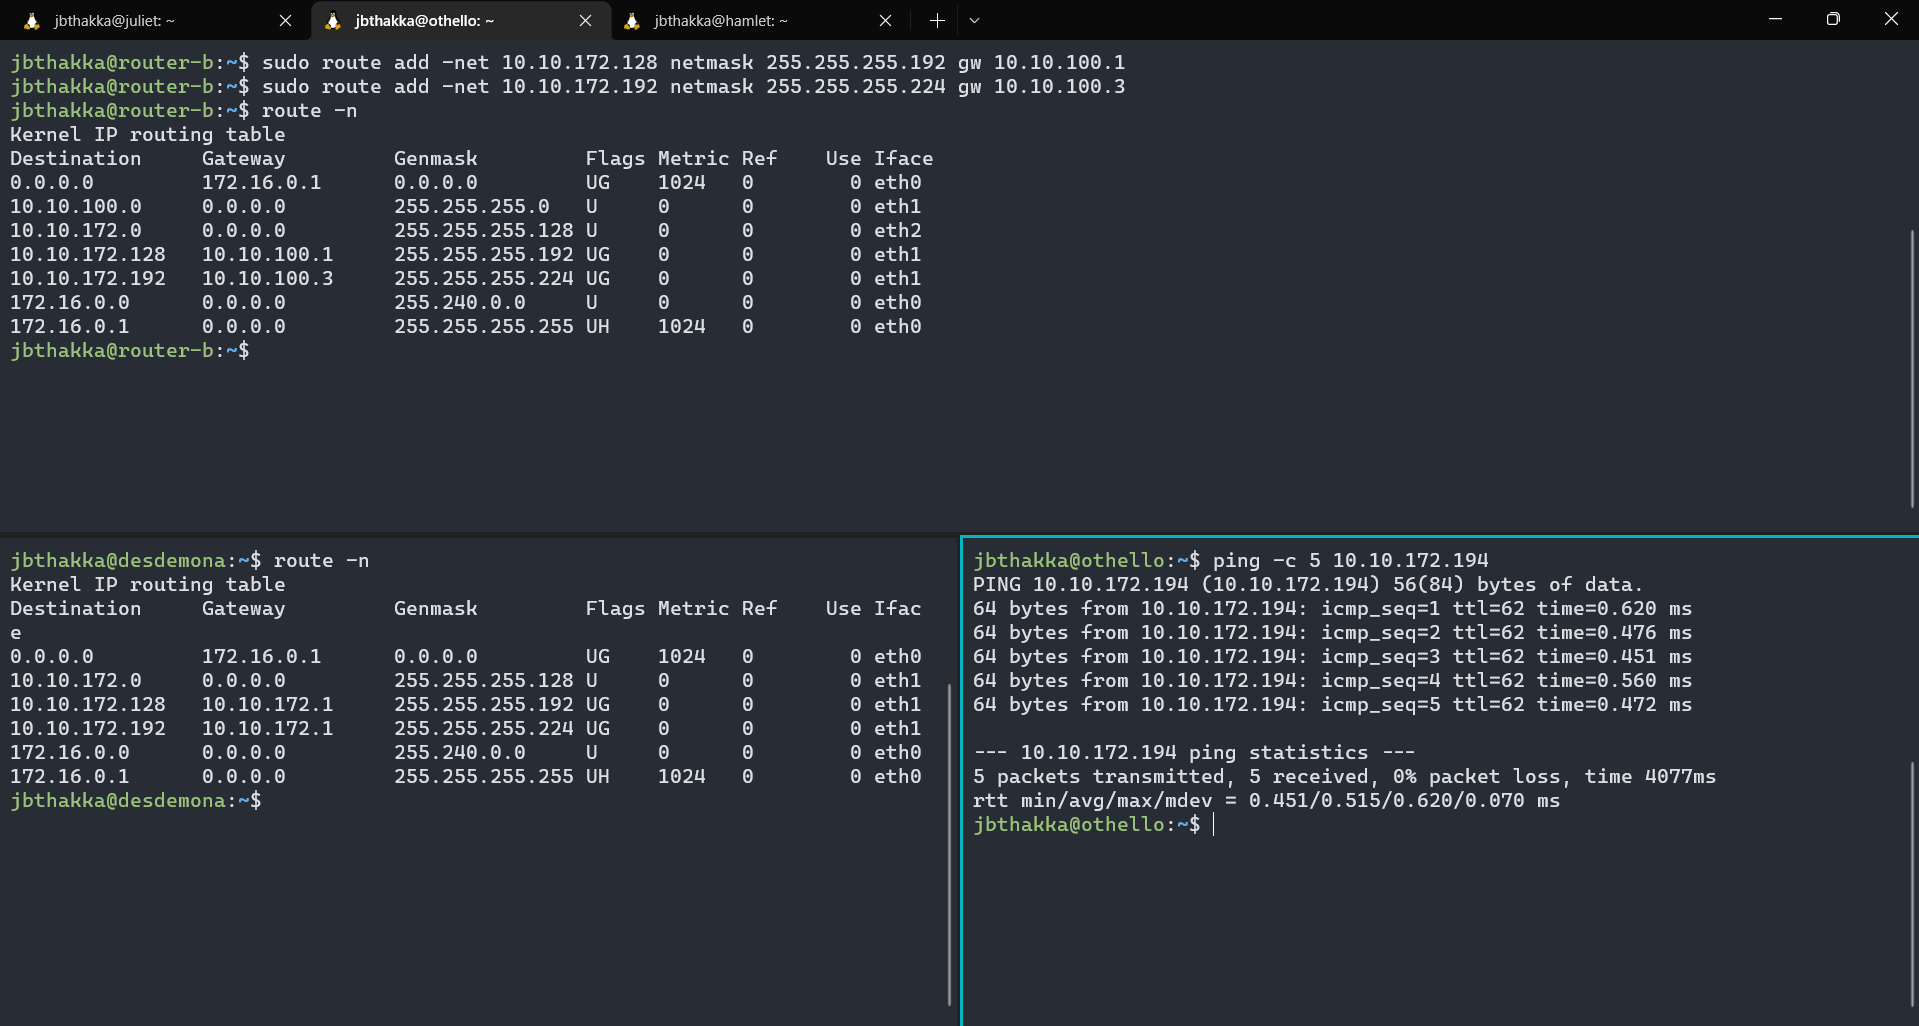 jbthakka@juliet: ~
jbthakka@othello: ~
jbthakka@hamlet: ~
jbthakka@router-b:~$ sudo route add -net 10.10.172.128 netmask 255.255.255.192 gw 10.10.100.1
jbthakka@router-b:~$ sudo route add -net 10.10.172.192 netmask 255.255.255.224 gw 10.10.100.3
jbthakka@router-b:~$ route -n
Kernel IP routing table
Destination     Gateway         Genmask         Flags Metric Ref    Use Iface
0.0.0.0         172.16.0.1      0.0.0.0         UG    1024   0        0 eth0
10.10.100.0     0.0.0.0         255.255.255.0   U     0      0        0 eth1
10.10.172.0     0.0.0.0         255.255.255.128 U     0      0        0 eth2
10.10.172.128   10.10.100.1     255.255.255.192 UG    0      0        0 eth1
10.10.172.192   10.10.100.3     255.255.255.224 UG    0      0        0 eth1
172.16.0.0      0.0.0.0         255.240.0.0     U     0      0        0 eth0
172.16.0.1      0.0.0.0         255.255.255.255 UH    1024   0        0 eth0
jbthakka@router-b:~$
jbthakka@desdemona:~$ route -n
Kernel IP routing table
Destination     Gateway         Genmask         Flags Metric Ref    Use Ifac
e
0.0.0.0         172.16.0.1      0.0.0.0         UG    1024   0        0 eth0
10.10.172.0     0.0.0.0         255.255.255.128 U     0      0        0 eth1
10.10.172.128   10.10.172.1     255.255.255.192 UG    0      0        0 eth1
10.10.172.192   10.10.172.1     255.255.255.224 UG    0      0        0 eth1
172.16.0.0      0.0.0.0         255.240.0.0     U     0      0        0 eth0
172.16.0.1      0.0.0.0         255.255.255.255 UH    1024   0        0 eth0
jbthakka@desdemona:~$
jbthakka@othello:~$ ping -c 5 10.10.172.194
PING 10.10.172.194 (10.10.172.194) 56(84) bytes of data.
64 bytes from 10.10.172.194: icmp_seq=1 ttl=62 time=0.620 ms
64 bytes from 10.10.172.194: icmp_seq=2 ttl=62 time=0.476 ms
64 bytes from 10.10.172.194: icmp_seq=3 ttl=62 time=0.451 ms
64 bytes from 10.10.172.194: icmp_seq=4 ttl=62 time=0.560 ms
64 bytes from 10.10.172.194: icmp_seq=5 ttl=62 time=0.472 ms
--- 10.10.172.194 ping statistics ---
5 packets transmitted, 5 received, 0% packet loss, time 4077ms
rtt min/avg/max/mdev = 0.451/0.515/0.620/0.070 ms
jbthakka@othello:~$